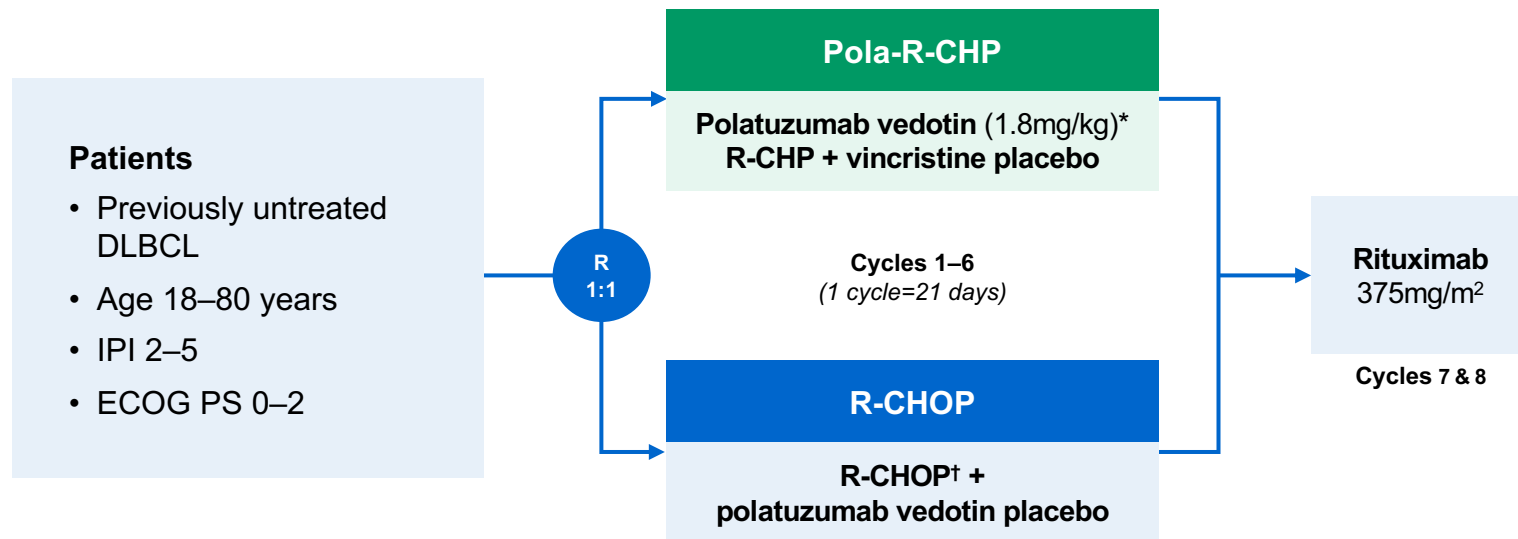 Patients
• Previously untreated
DLBCL
• Age 18–80 years
• IPI 2–5
• ECOG PS 0–2
R
1:1
Pola-R-CHP
Polatuzumab vedotin (1.8mg/kg)*
R-CHP + vincristine placebo
Cycles 1–6
(1 cycle=21 days)
R-CHOP
R-CHOP† +
polatuzumab vedotin placebo
Rituximab
375mg/m²
Cycles 7 & 8